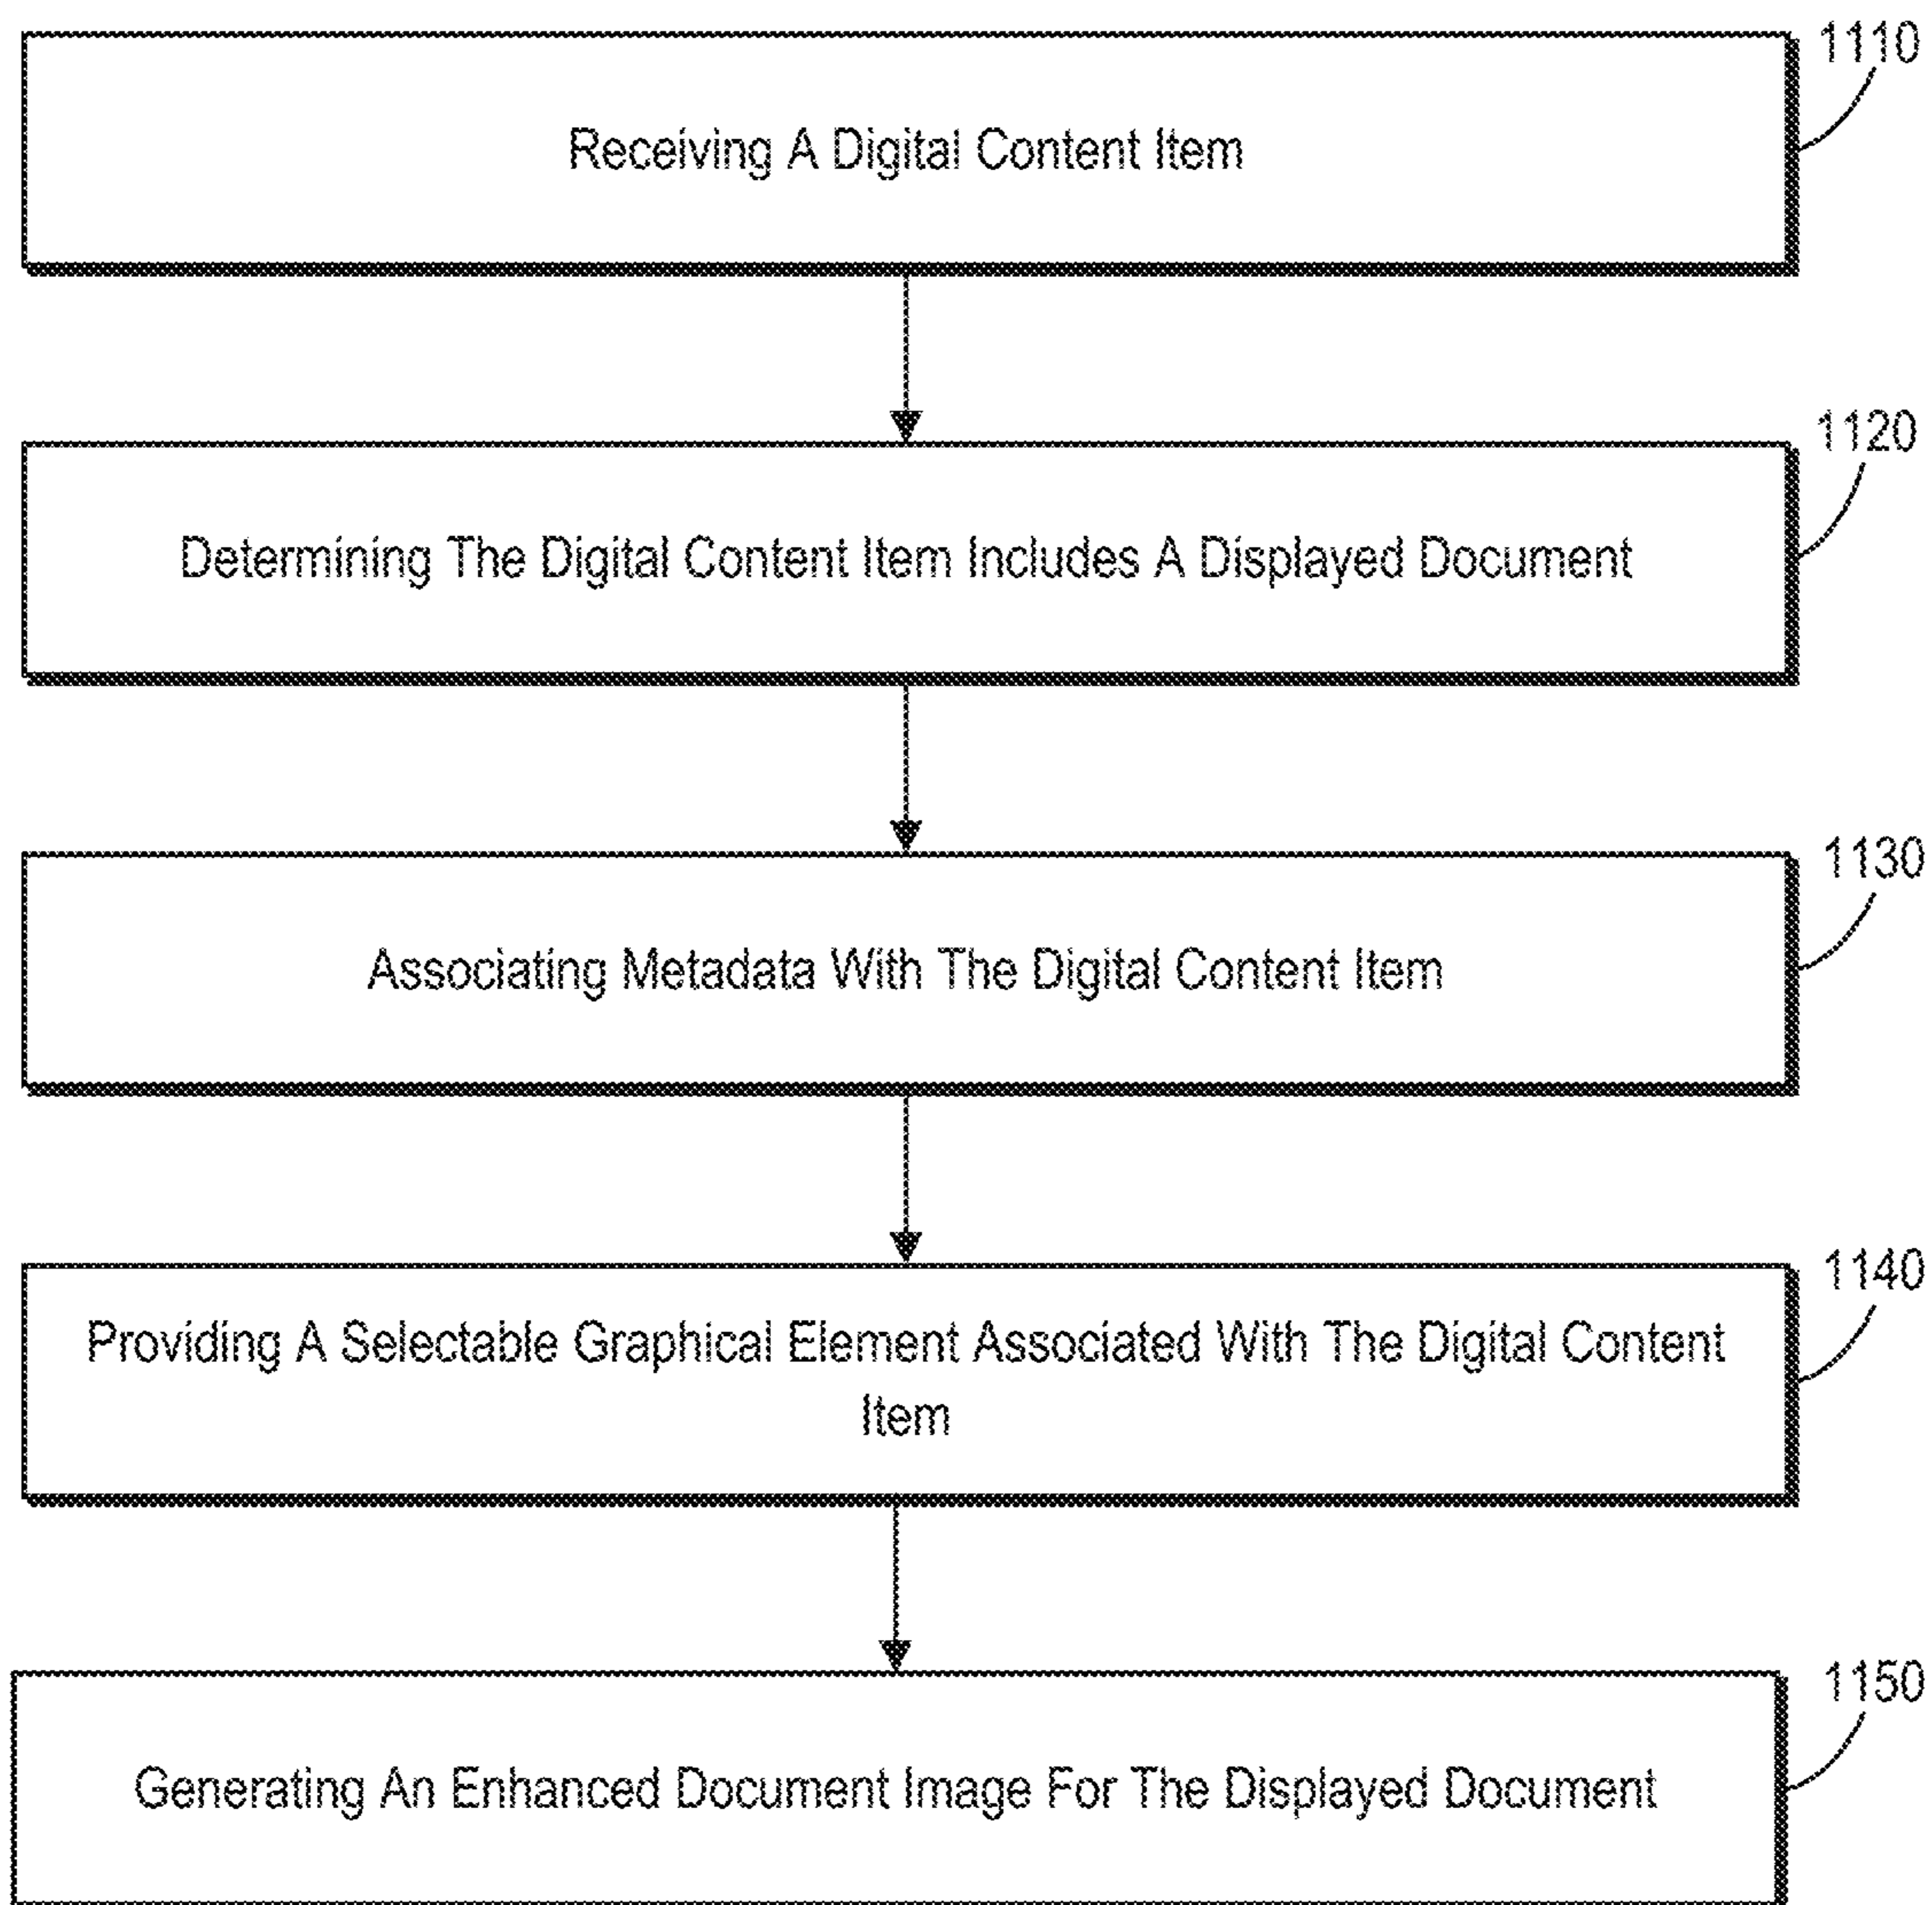 1110
Receiving A Digital Content Item
1120
Determining The Digital Content Item Includes A Displayed Document
1130
Associating Metadata With The Digital Content Item
1140
Providing A Selectable Graphical Element Associated With The Digital Content
Item
1150
Generating An Enhanced Document Image For The Displayed Document